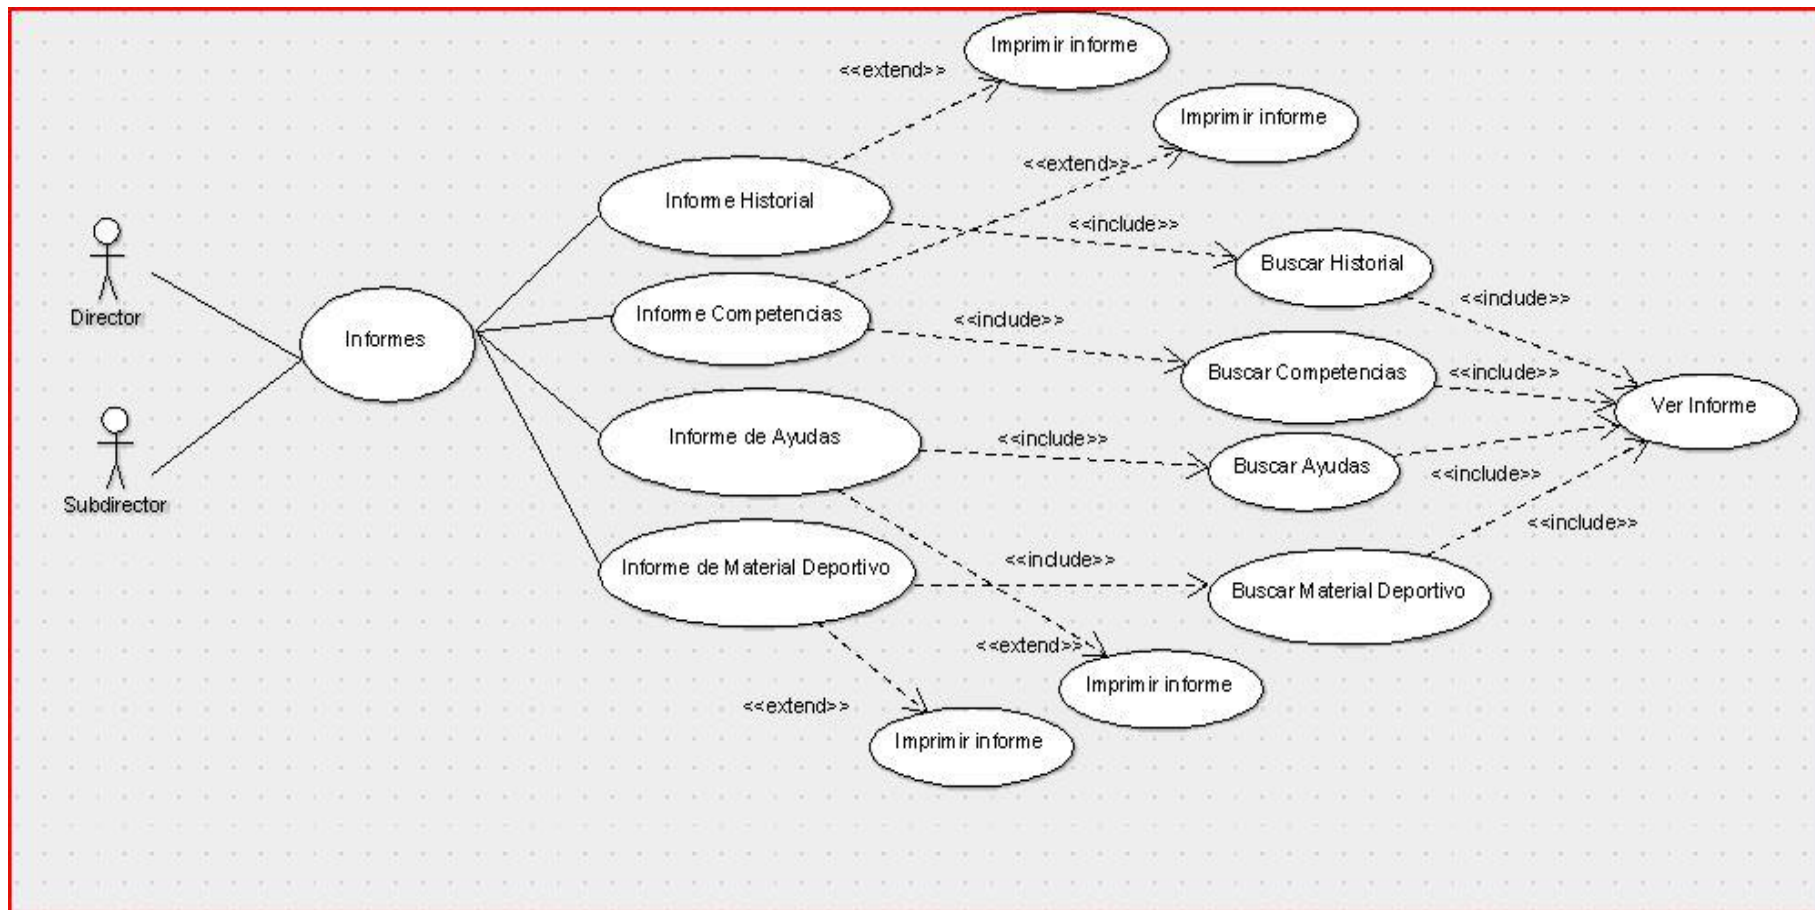 Imprimir informe
<<extend>>
Imprimir informe
<<extend>>
Informe Historial
<<include>>
Buscar Historial
<<include>>
Director
Informes
Informe Competencias
<<include>>
Buscar Competencias
<<include>>
Ver Informe
Informe de Ayudas
<<include>>
Buscar Ayudas
<<include>>
Subdirector
<<include>>
Informe de Material Deportivo
<<include>>
Buscar Material Deportivo
<<extend>>
Imprimir informe
<<extend>>
Imprimir informe